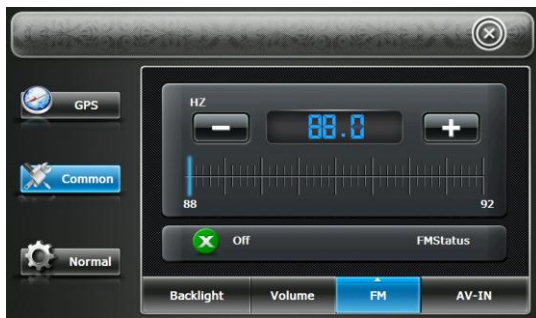 GPS
Common
Normal
HZ
88.0
88 92
Off FMStatus
Backlight Volume FM AV-IN